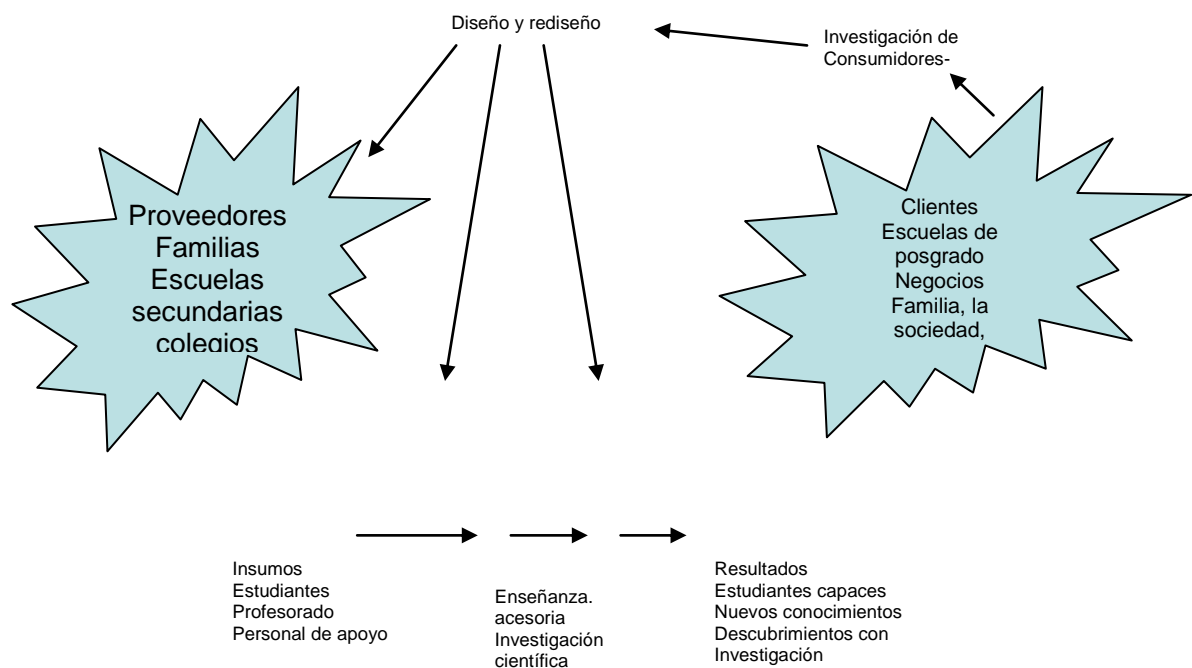 Diseño y rediseño
Investigación de
Consumidores-
Proveedores
Familias
Escuelas
secundarias
colegios
Clientes
Escuelas de
posgrado
Negocios
Familia, la
sociedad,
Insumos
Estudiantes
Profesorado
Personal de apoyo
Enseñanza.
acesoria
Investigación
científica
Resultados
Estudiantes capaces
Nuevos conocimientos
Descubrimientos con
Investigación